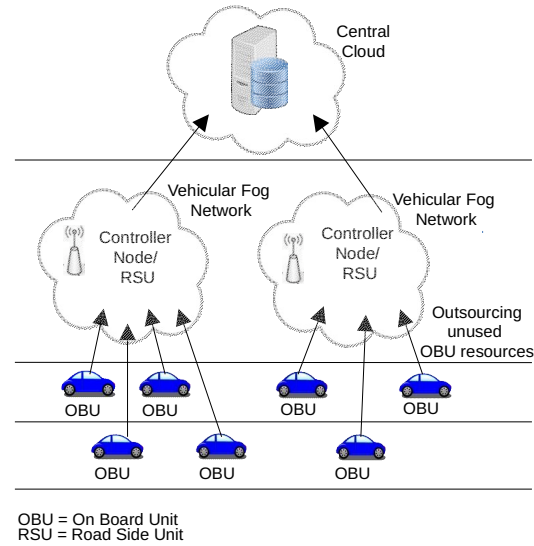 Central
Cloud
Vehicular Fog
Network
Vehicular Fog
Network
Controller
Node/
RSU
Controller
Node/
RSU
Outsourcing
unused
OBU resources
OBU
OBU
OBU
OBU
OBU
OBU
OBU
OBU = On Board Unit
RSU = Road Side Unit